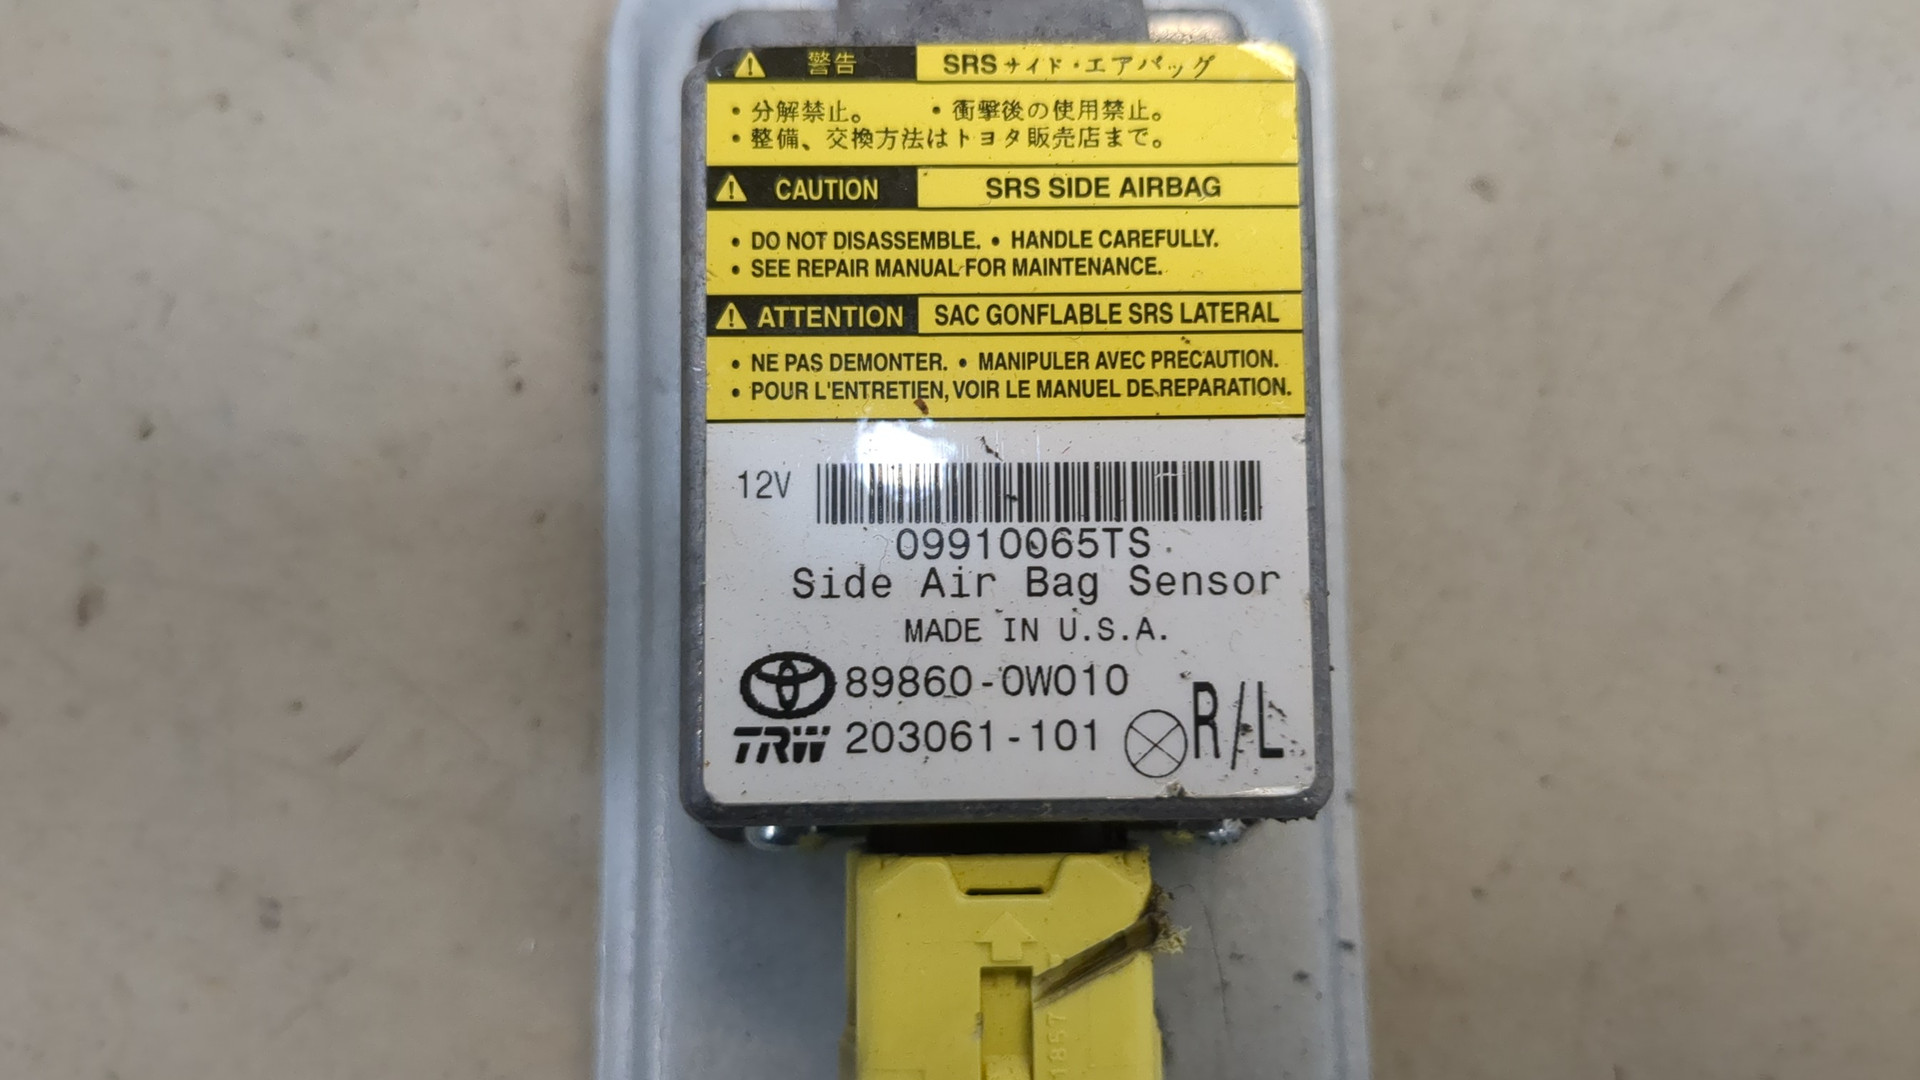 警告 SRSサイド・エアバッグ
・分解禁止。 ・衝撃後の使用禁止。
・整備、交換方法はトヨタ販売店まで。
CAUTION SRS SIDE AIRBAG
• DO NOT DISASSEMBLE. • HANDLE CAREFULLY.
• SEE REPAIR MANUAL FOR MAINTENANCE.
ATTENTION SAC GONFLABLE SRS LATERAL
• NE PAS DEMONTER. • MANIPULER AVEC PRECAUTION.
• POUR L'ENTRETIEN, VOIR LE MANUEL DE REPARATION.
12V
09910065TS
Side Air Bag Sensor
MADE IN U.S.A.
89860-0W010
TRW 203061-101 R/L